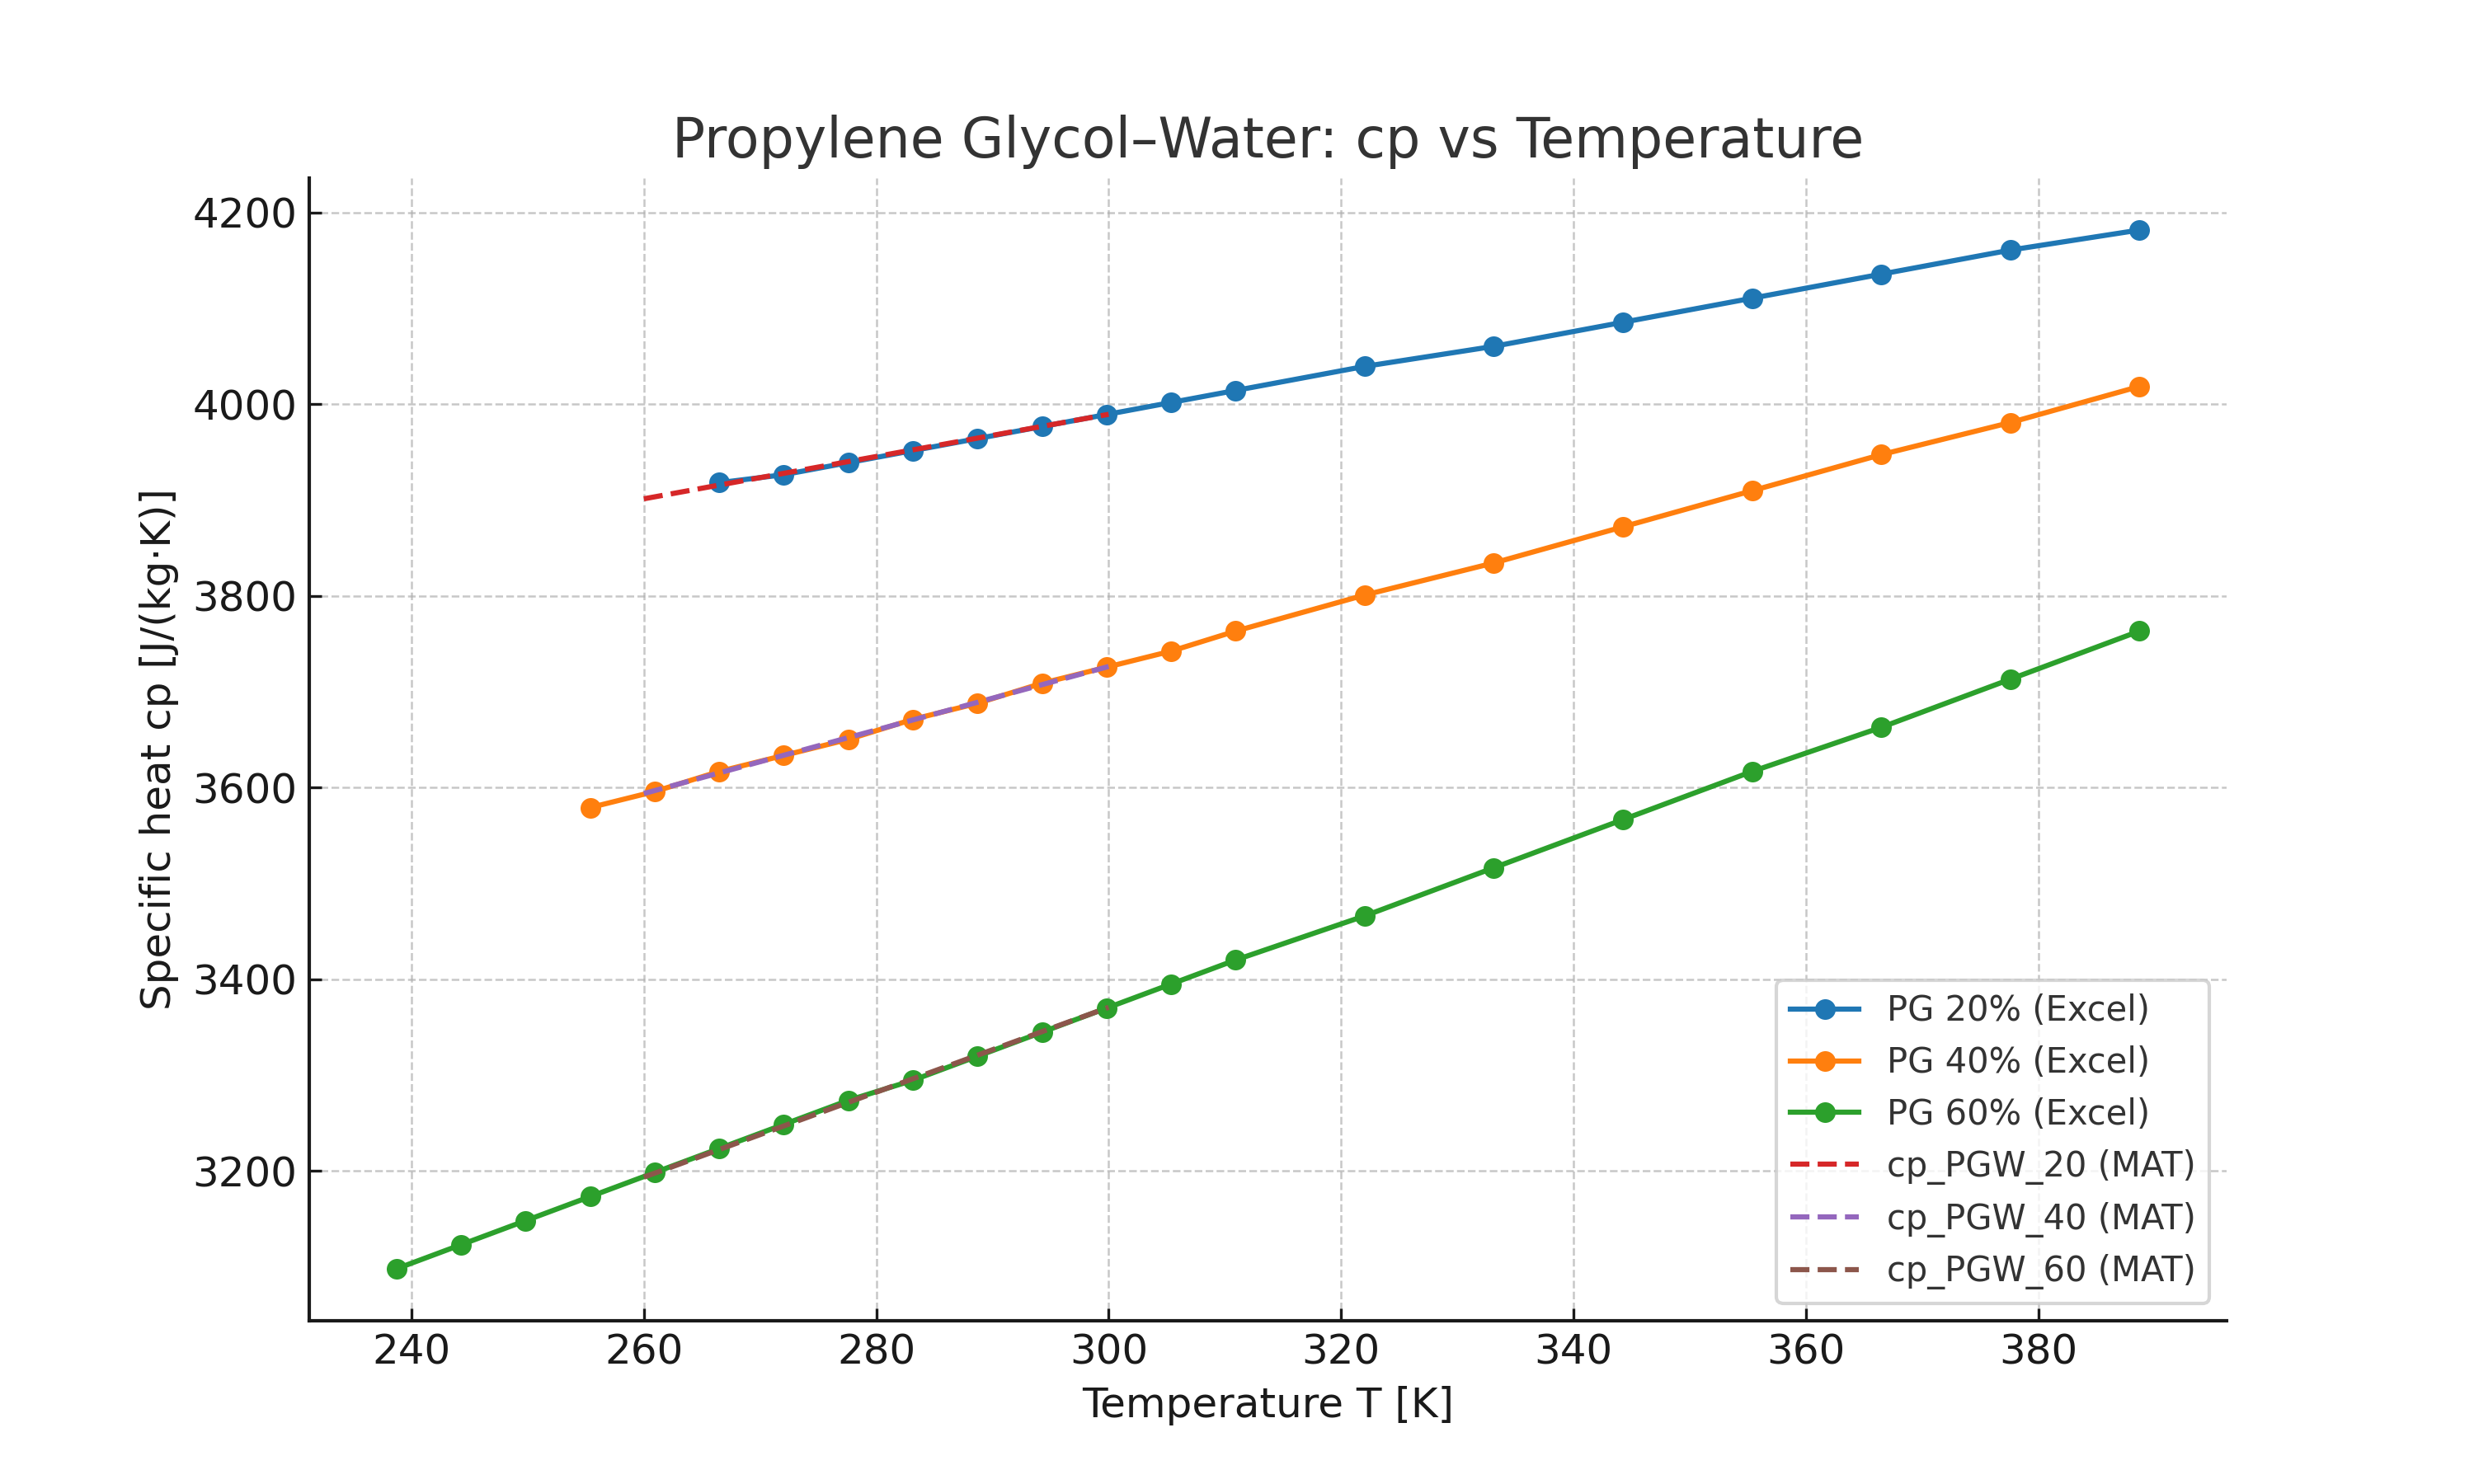 Propylene Glycol–Water: cp vs Temperature
Specific heat cp [J/(kg·K)]
4200
4000
3800
3600
3400
3200
240 260 280 300 320 340 360 380
Temperature T [K]
PG 20% (Excel)
PG 40% (Excel)
PG 60% (Excel)
cp_PGW_20 (MAT)
cp_PGW_40 (MAT)
cp_PGW_60 (MAT)